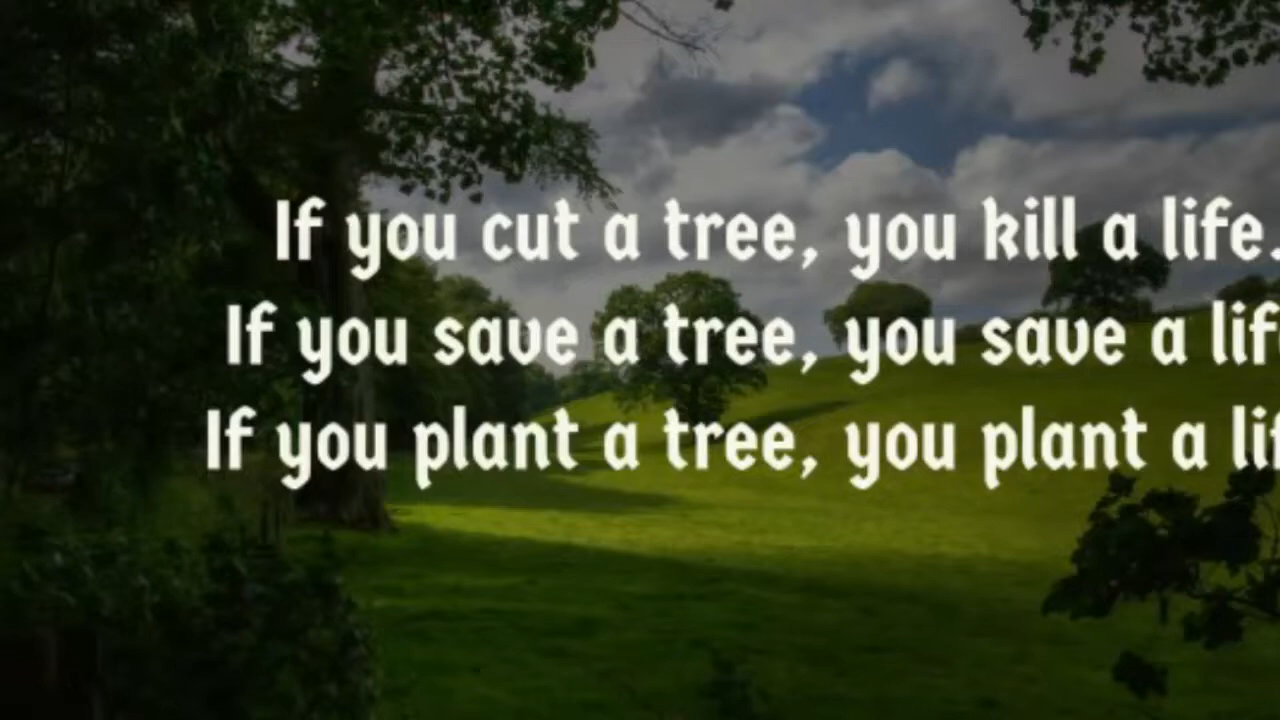 If you cut a tree, you kill a life.
If you save a tree, you save a
If you plant a tree, you plant a